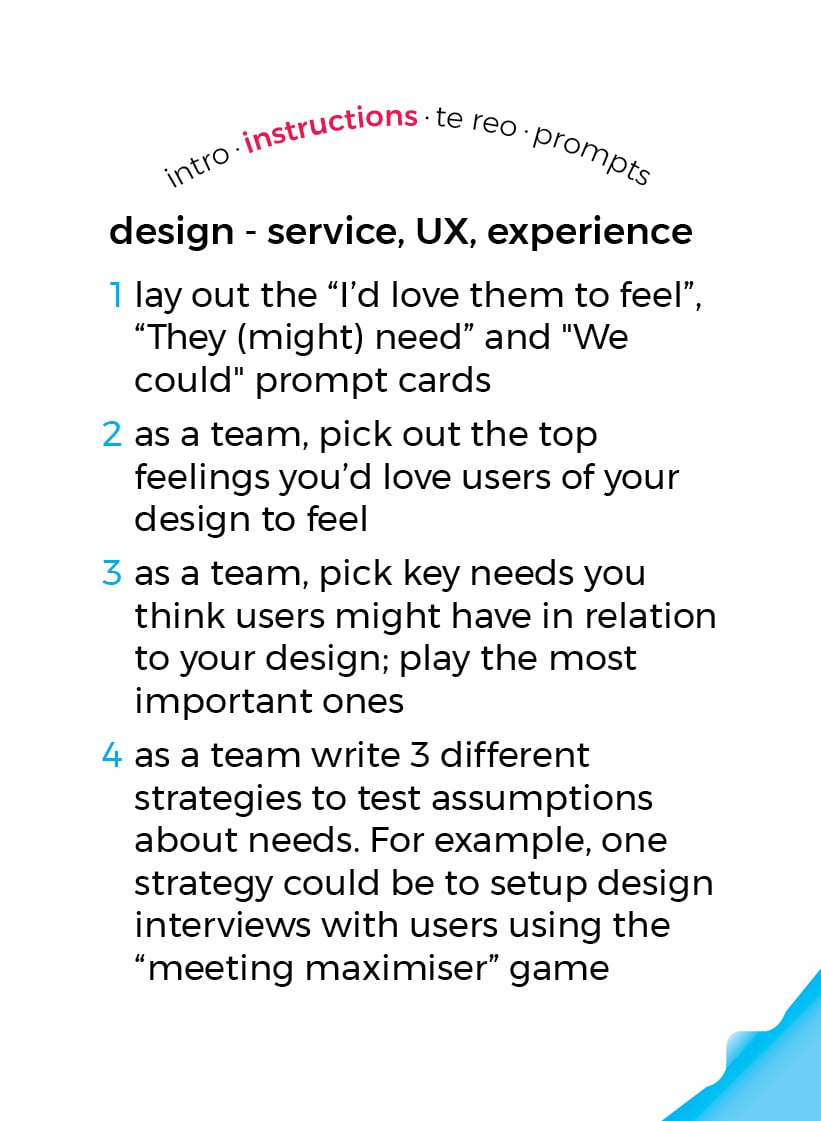 intro · instructions · te reo · prompts
design - service, UX, experience
1 lay out the “I’d love them to feel”,
“They (might) need” and "We
could" prompt cards
2 as a team, pick out the top
feelings you’d love users of your
design to feel
3 as a team, pick key needs you
think users might have in relation
to your design; play the most
important ones
4 as a team write 3 different
strategies to test assumptions
about needs. For example, one
strategy could be to setup design
interviews with users using the
“meeting maximiser” game